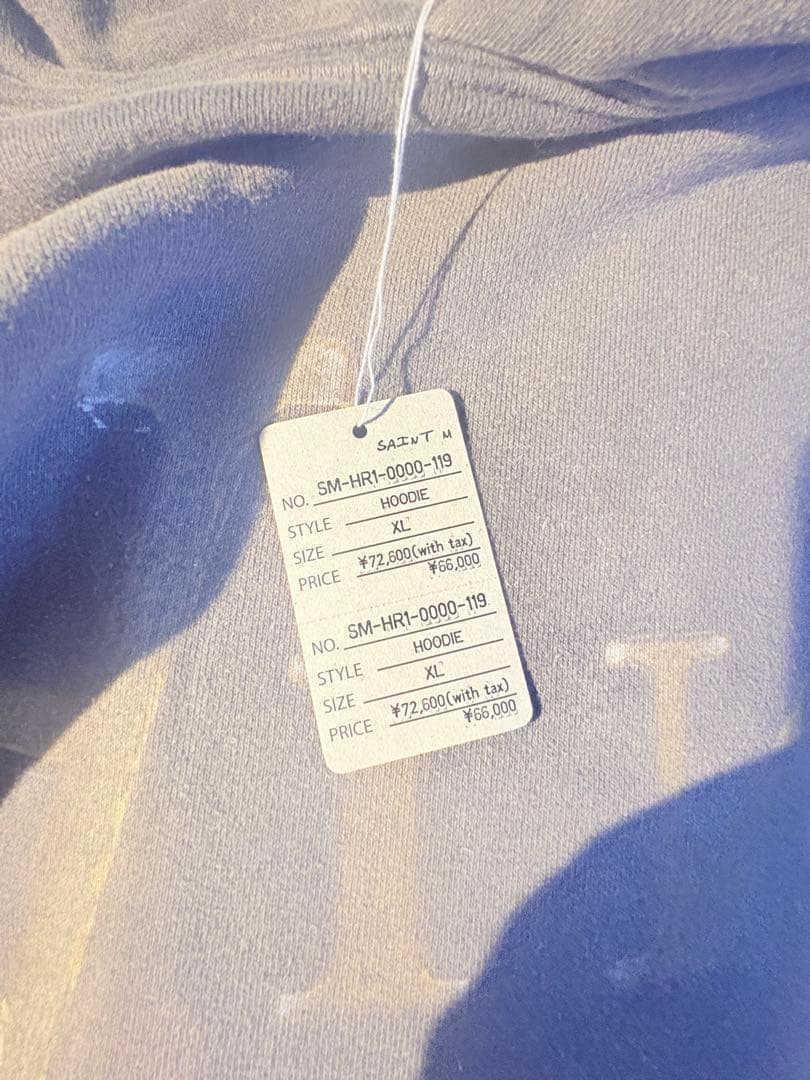 SAINT M
NO. SM-HR1-0000-119
STYLE HOODIE
SIZE XL
PRICE ¥72,600(with tax)
¥66,000
NO. SM-HR1-0000-119
STYLE HOODIE
SIZE XL
PRICE ¥72,600(with tax)
¥66,000